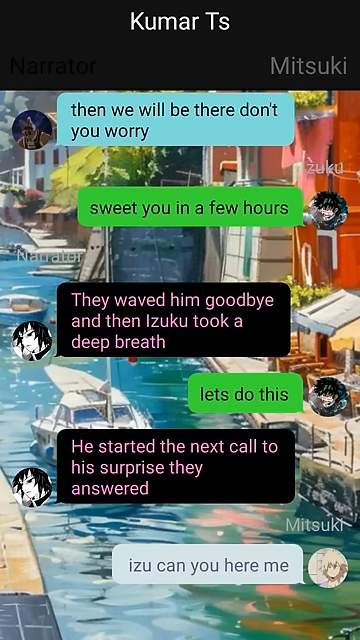 Kumar Ts
Narrator
Mitsuki
then we will be there don't
you worry
Izuku
sweet you in a few hours
Narrator
They waved him goodbye
and then Izuku took a
deep breath
lets do this
He started the next call to
his surprise they
answered
Mitsuki
izu can you here me